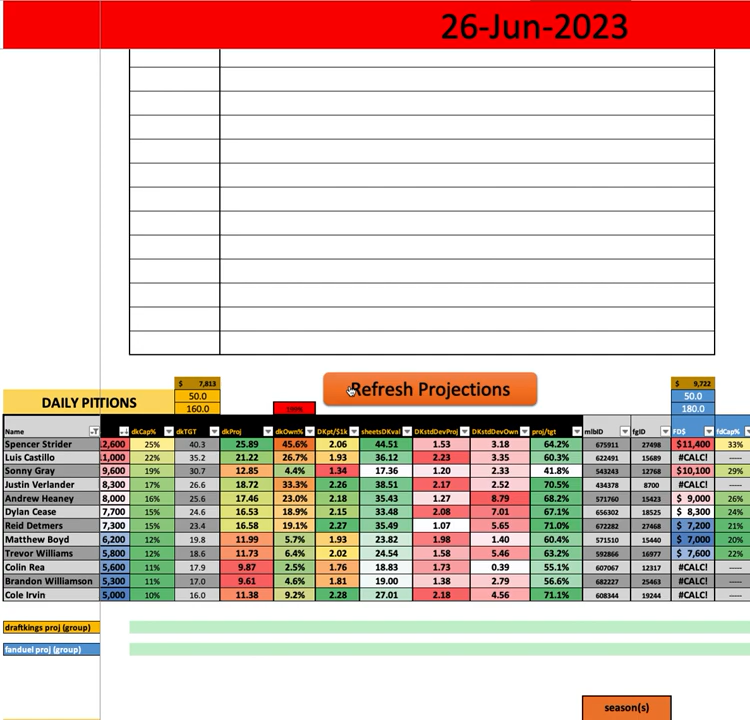 26-Jun-2023
$ 7,813
Refresh Projections
$ 9,722
DAILY PITIONS
50.0
50.0
160.0
180.0
Name dkCap% dkTGT dkProj dkOwn% DKpt/$1k sheetsDKval DKstdDevProj DKstdDevOwn proj/tgt mlbID fgID FD$ fdCap%
Spencer Strider 2,600 25% 40.3 25.89 45.6% 2.06 44.51 1.53 3.18 64.2% 675911 27498 $11,400 33%
Luis Castillo 1,000 22% 35.2 21.22 26.7% 1.93 36.12 2.23 3.35 60.3% 622491 15689 #CALC! -----
Sonny Gray 9,600 19% 30.7 12.85 4.4% 1.34 17.36 1.20 2.33 41.8% 543243 12768 $10,100 29%
Justin Verlander 8,300 17% 26.6 18.72 33.3% 2.26 38.51 2.17 2.52 70.5% 434378 8700 #CALC! -----
Andrew Heaney 8,000 16% 25.6 17.46 23.0% 2.18 35.43 1.27 8.79 68.2% 571760 15423 $ 9,000 26%
Dylan Cease 7,700 15% 24.6 16.53 18.9% 2.15 33.48 2.08 7.01 67.1% 656302 18525 $ 8,300 24%
Reid Detmers 7,300 15% 23.4 16.58 19.1% 2.27 35.49 1.07 5.65 71.0% 672282 27468 $ 7,200 21%
Matthew Boyd 6,200 12% 19.8 11.99 9.7% 1.93 23.82 1.98 1.40 60.4% 571510 15440 $ 7,000 20%
Trevor Williams 5,800 12% 18.6 11.73 6.4% 2.02 24.54 1.58 5.46 63.2% 592866 16977 $ 7,600 22%
Colin Rea 5,600 11% 17.9 9.87 2.5% 1.76 18.83 1.73 0.39 55.1% 607067 12317 #CALC! -----
Brandon Williamson 5,300 11% 17.0 9.61 4.6% 1.81 19.00 1.38 2.79 56.6% 682227 25463 #CALC! -----
Cole Irvin 5,000 10% 16.0 11.38 9.2% 2.28 27.01 2.18 4.56 71.1% 608344 19244 #CALC! -----
draftkings proj (group)
fanduel proj (group)
season(s)